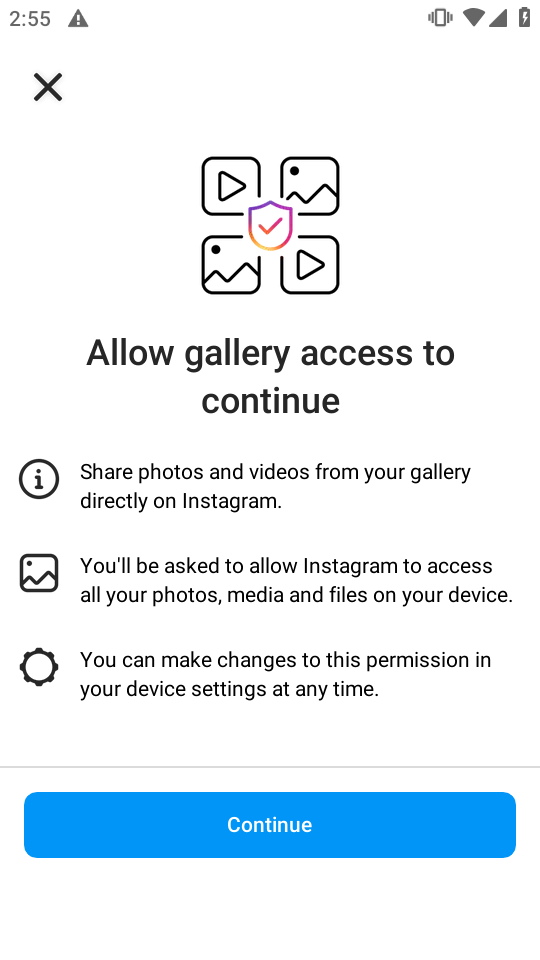 2:55
Allow gallery access to
continue
Share photos and videos from your gallery
directly on Instagram.
You'll be asked to allow Instagram to access
all your photos, media and files on your device.
You can make changes to this permission in
your device settings at any time.
Continue